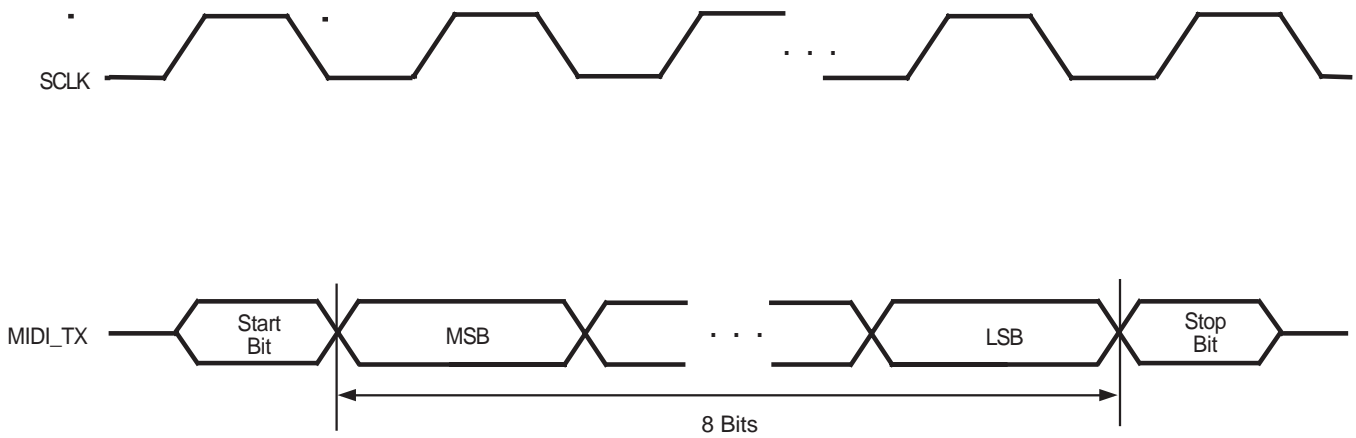 SCLK
. . .
MIDI_TX
Start
Bit
MSB
. . .
LSB
Stop
Bit
8 Bits